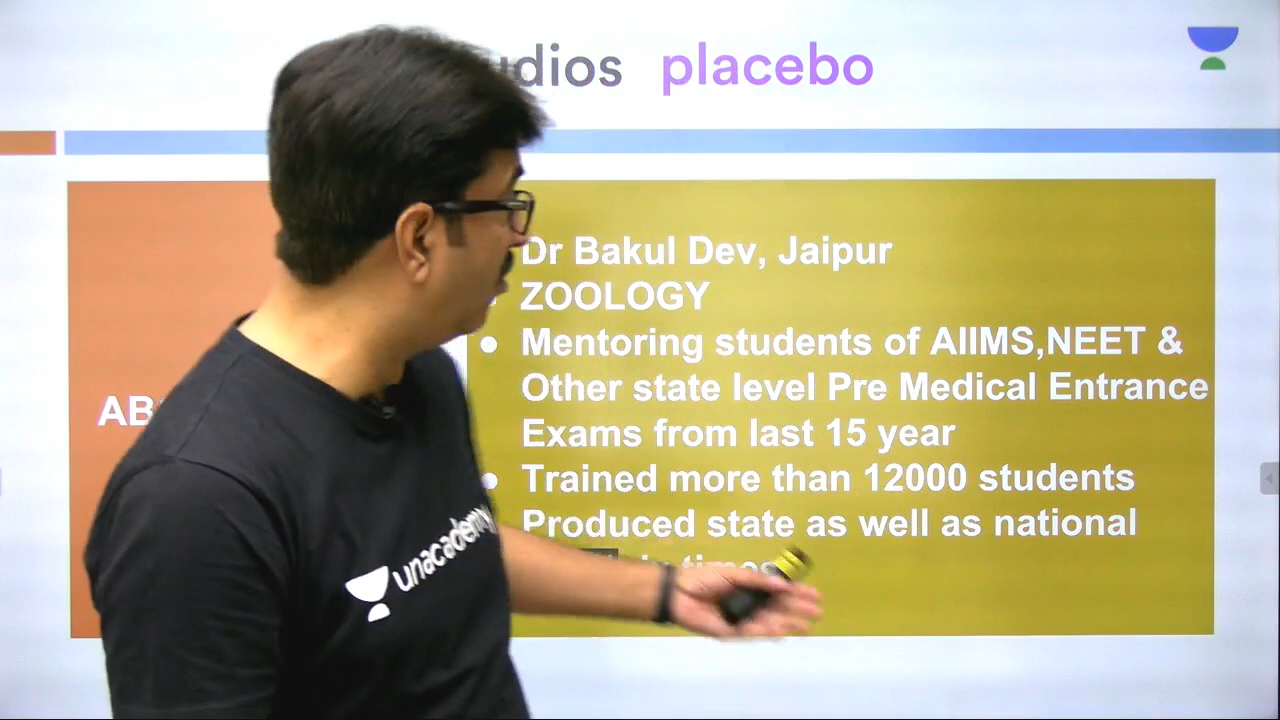 udios placebo
Dr Bakul Dev, Jaipur
ZOOLOGY
Mentoring students of AIIMS,NEET &
Other state level Pre Medical Entrance
Exams from last 15 year
AB
Trained more than 12000 students
Produced state as well as national
times
unacademy